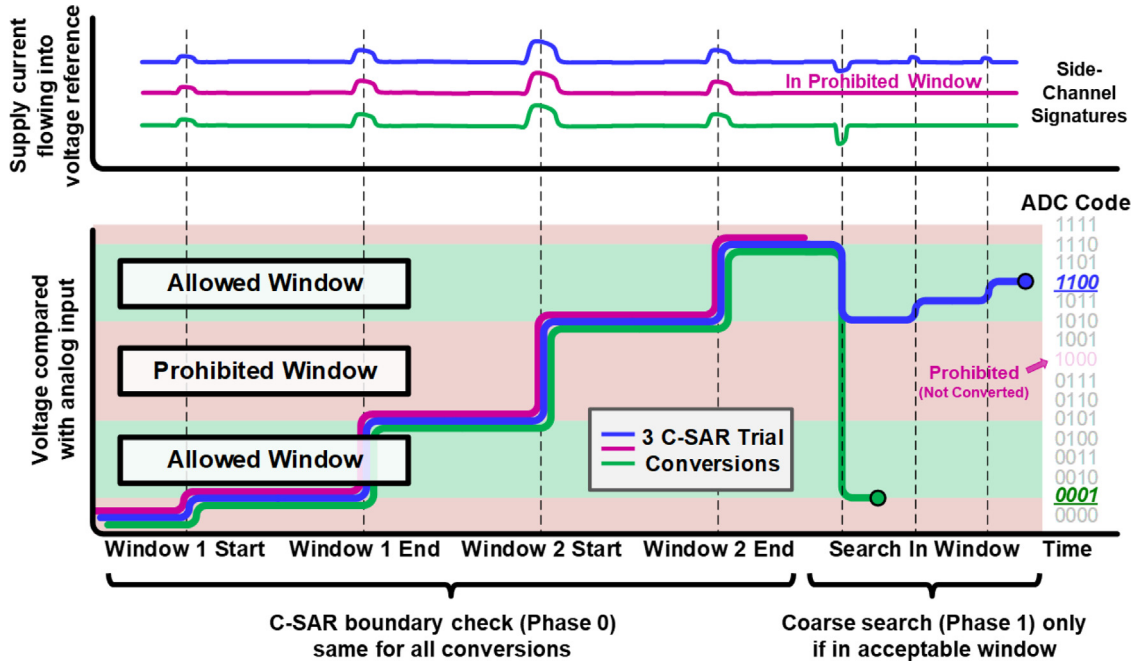 Supply current
flowing into
voltage reference
In Prohibited Window
Side-
Channel
Signatures
Voltage compared
with analog input
Allowed Window
Prohibited Window
Allowed Window
3 C-SAR Trial
Conversions
ADC Code
1111
1110
1101
1100
1011
1010
1001
1000
0111
0110
0101
0100
0011
0010
0001
0000
Prohibited
(Not Converted)
Window 1 Start
Window 1 End
Window 2 Start
Window 2 End
Search In Window
Time
C-SAR boundary check (Phase 0)
same for all conversions
Coarse search (Phase 1) only
if in acceptable window